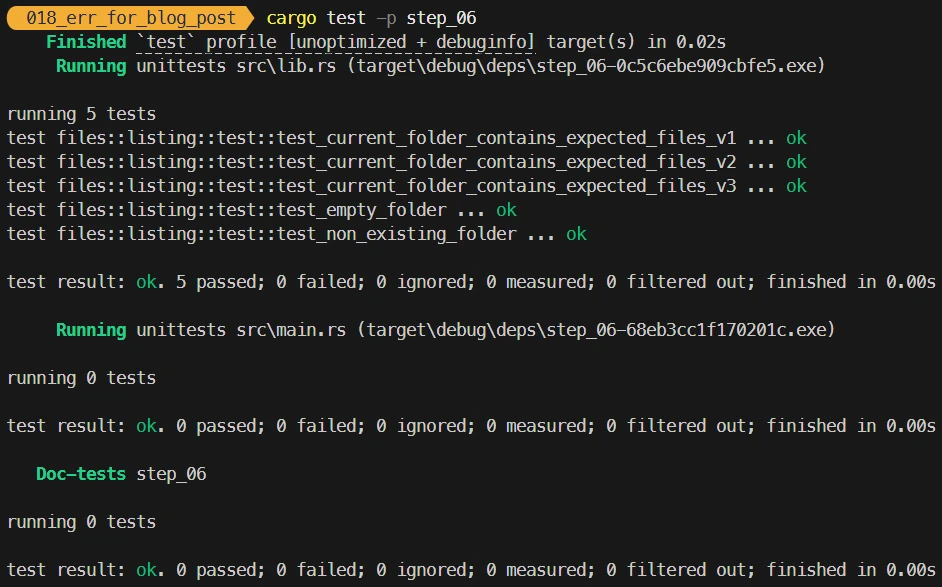 018_err_for_blog_post cargo test -p step_06
Finished `test` profile [unoptimized + debuginfo] target(s) in 0.02s
Running unittests src\lib.rs (target\debug\deps\step_06-0c5c6ebe909cbfe5.exe)
running 5 tests
test files::listing::test::test_current_folder_contains_expected_files_v1 ... ok
test files::listing::test::test_current_folder_contains_expected_files_v2 ... ok
test files::listing::test::test_current_folder_contains_expected_files_v3 ... ok
test files::listing::test::test_empty_folder ... ok
test files::listing::test::test_non_existing_folder ... ok
test result: ok. 5 passed; 0 failed; 0 ignored; 0 measured; 0 filtered out; finished in 0.00s
Running unittests src\main.rs (target\debug\deps\step_06-68eb3cc1f170201c.exe)
running 0 tests
test result: ok. 0 passed; 0 failed; 0 ignored; 0 measured; 0 filtered out; finished in 0.00s
Doc-tests step_06
running 0 tests
test result: ok. 0 passed; 0 failed; 0 ignored; 0 measured; 0 filtered out; finished in 0.00s